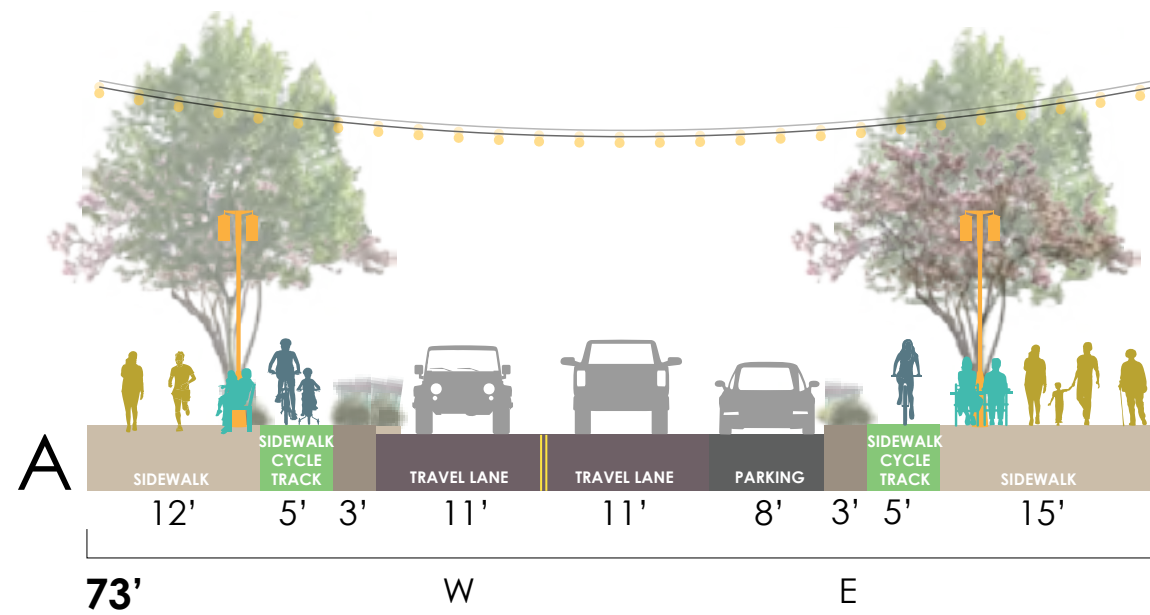 A
SIDEWALK
SIDEWALK
CYCLE
TRACK
TRAVEL LANE
TRAVEL LANE
PARKING
SIDEWALK
CYCLE
TRACK
SIDEWALK
12’ 5’ 3’ 11’ 11’ 8’ 3’ 5’ 15’
73’ W E